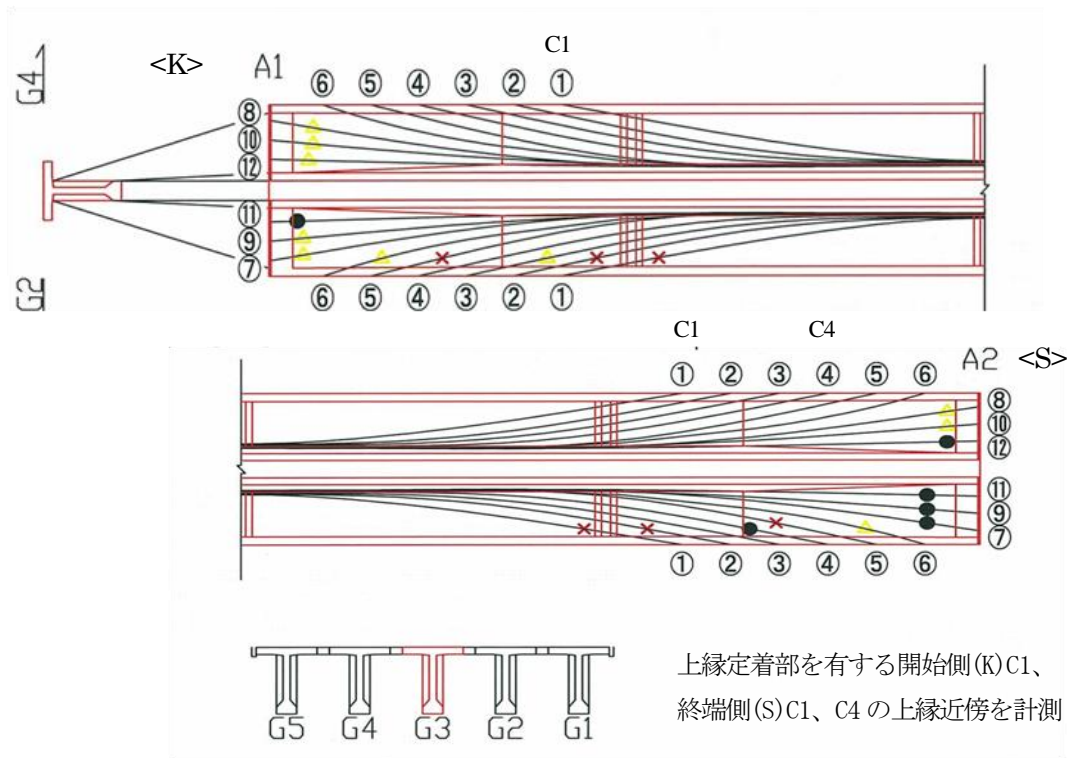 C1
<K> A1
⑥ ⑤ ④ ③ ② ①
G4
⑧
⑩
⑫
⑪
⑨
⑦
G2
⑥ ⑤ ④ ③ ② ①
C1 C4
A2 <S>
① ② ③ ④ ⑤ ⑥
⑧
⑩
⑫
⑪
⑨
⑦
① ② ③ ④ ⑤ ⑥
上縁定着部を有する開始側(K)C1、
終端側(S)C1、C4の上縁近傍を計測
G5 G4 G3 G2 G1